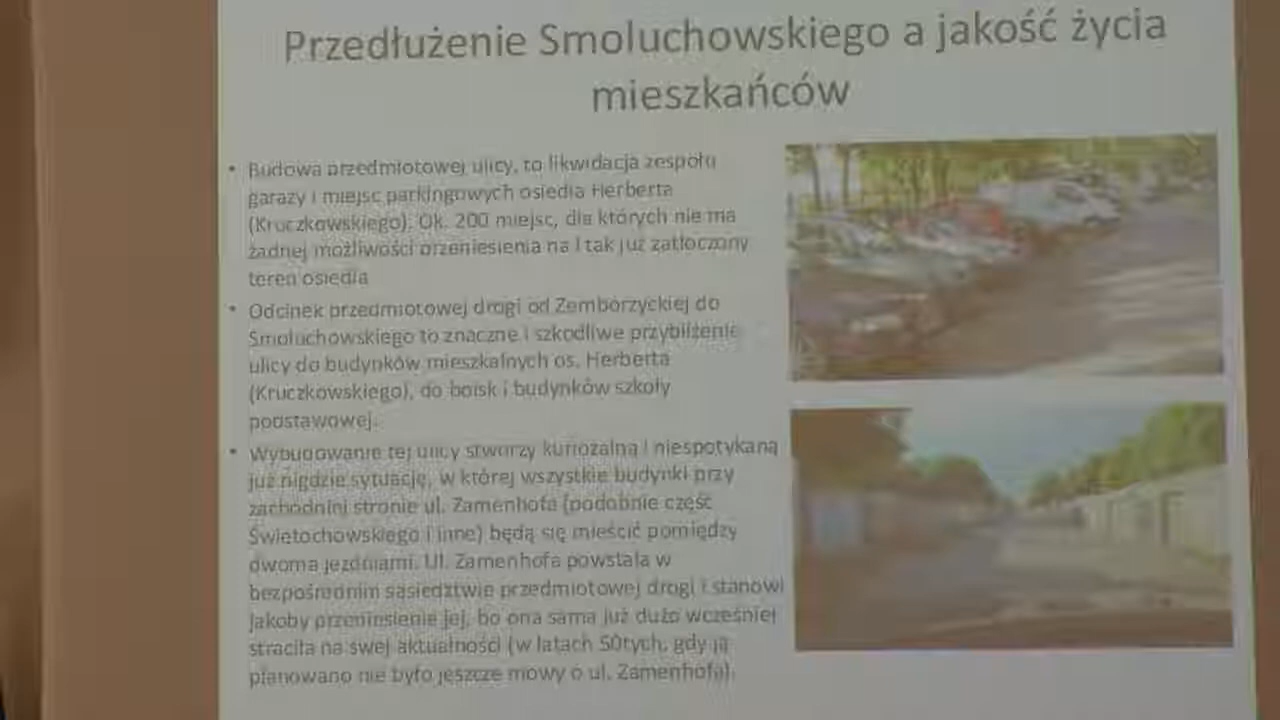 Przedłużenie Smoluchowskiego a jakość życia
mieszkańców
• Budowa przedmiotowej ulicy, to likwidacja zespołu
garaży i miejsc parkingowych osiedla Herberta
(Kruczkowskiego). Ok. 200 miejsc, dla których nie ma
żadnej możliwości przeniesienia na i tak już zatłoczony
teren osiedla
• Odcinek przedmiotowej drogi od Zemborzyckiej do
Smoluchowskiego to znaczne i szkodliwe przybliżenie
ulicy do budynków mieszkalnych os. Herberta
(Kruczkowskiego), do boisk i budynków szkoły
podstawowej.
• Wybudowanie tej ulicy stworzy kuriozalną i niespotykaną
już nigdzie sytuację, w której wszystkie budynki przy
zachodniej stronie ul. Zamenhofa (podobnie część
Świetochowskiego i inne) będą się mieścić pomiędzy
dwoma jezdniami. Ul. Zamenhofa powstała w
bezpośrednim sąsiedztwie przedmiotowej drogi i stanowi
jakoby przeniesienie jej, bo ona sama już dużo wcześniej
straciła na swej aktualności (w latach 50tych, gdy ją
planowano nie było jeszcze mowy o ul. Zamenhofa).